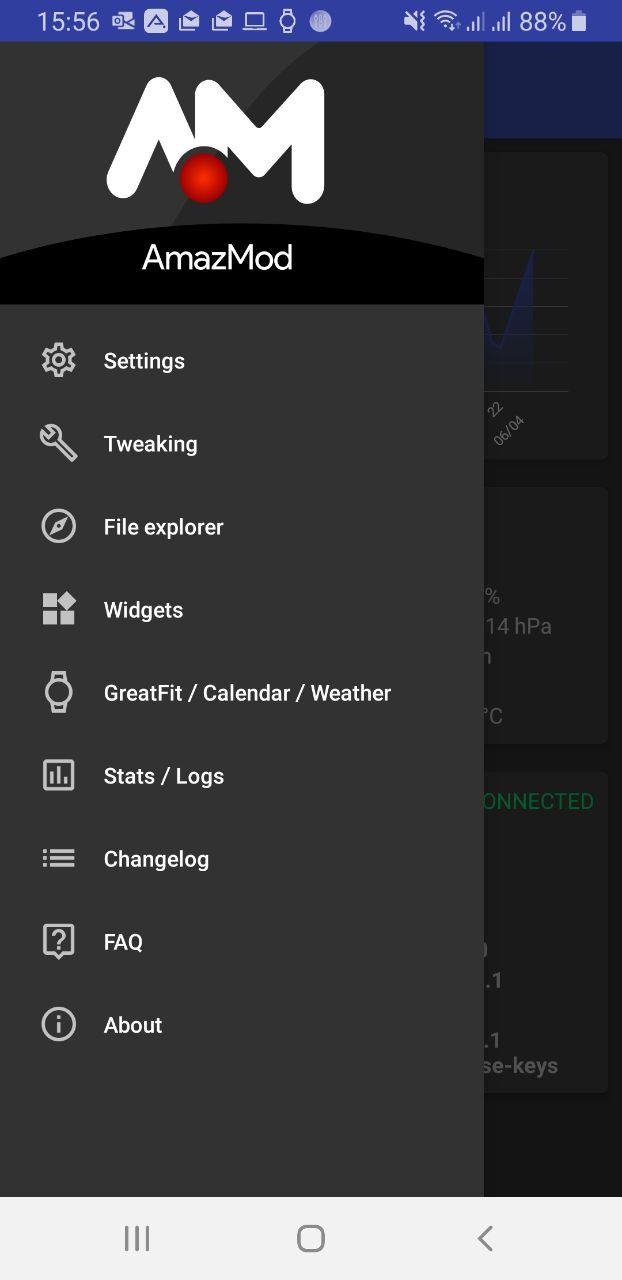 15:56 88%
AM
AmazMod
Settings
Tweaking
File explorer
Widgets
GreatFit / Calendar / Weather
Stats / Logs
Changelog
FAQ
About
22
06/04
%
14 hPa
°C
ONNECTED
.1
.1
se-keys